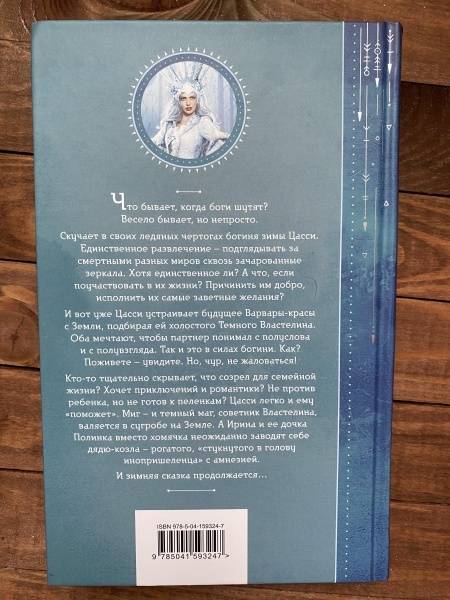 Что бывает, когда боги шутят?
Весело бывает, но непросто.
Скучает в своих ледяных чертогах богиня зимы Цасси.
Единственное развлечение – подглядывать за
смертными разных миров сквозь зачарованные
зеркала. Хотя единственное ли? А что, если
поучаствовать в их жизни? Причинить им добро,
исполнить их самые заветные желания?
И вот уже Цасси устраивает будущее Варвары-красы
с Земли, подбирая ей холостого Темного Властелина.
Оба мечтают, чтобы партнер понимал с полуслова
и с полувзгляда. Так и это в силах богини. Как?
Поживете – увидите. Но, чур, не жаловаться!
Кто-то тщательно скрывает, что созрел для семейной
жизни? Хочет приключений и романтики? Не против
ребенка, но не готов к пеленкам? Цасси легко и ему
«поможет». Миг – и темный маг, советник Властелина,
валяется в сугробе на Земле. А Ирина и ее дочка
Полинка вместо хомячка неожиданно заводят себе
дядю-козла – рогатого, «стукнутого в голову
инопришеленца» с амнезией.
И зимняя сказка продолжается...
ISBN 978-5-04-159324-7
9 785041 593247 >